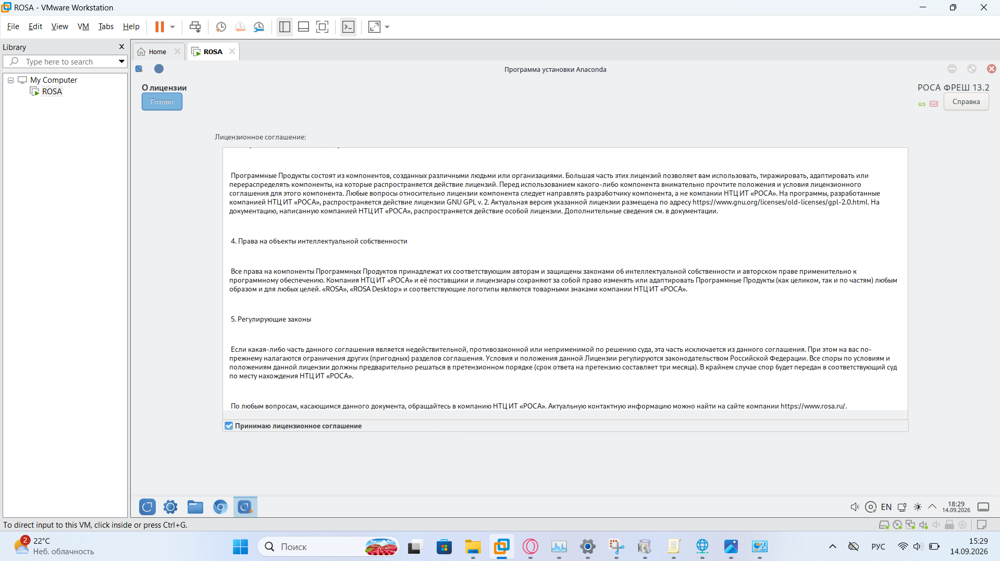 ROSA - VMware Workstation
File Edit View VM Tabs Help
Library
Type here to search
My Computer
ROSA
Home
ROSA
Программа установки Anaconda
О лицензии
Готово
РОСА ФРЕШ 13.2
us
Справка
Лицензионное соглашение:
Программные Продукты состоят из компонентов, созданных различными людьми или организациями. Большая часть этих лицензий позволяет вам использовать, тиражировать, адаптировать или
перераспределять компоненты, на которые распространяется действие лицензий. Перед использованием какого-либо компонента внимательно прочтите положения и условия лицензионного
соглашения для этого компонента. Любые вопросы относительно лицензии компонента следует направлять разработчику компонента, а не компании НТЦ ИТ «РОСА». На программы, разработанные
компанией НТЦ ИТ «РОСА», распространяется действие лицензии GNU GPL v. 2. Актуальная версия указанной лицензии размещена по адресу https://www.gnu.org/licenses/old-licenses/gpl-2.0.html. На
документацию, написанную компанией НТЦ ИТ «РОСА», распространяется действие особой лицензии. Дополнительные сведения см. в документации.
4. Права на объекты интеллектуальной собственности
Все права на компоненты Программных Продуктов принадлежат их соответствующим авторам и защищены законами об интеллектуальной собственности и авторском праве применительно к
программному обеспечению. Компания НТЦ ИТ «РОСА» и её поставщики и лицензиары сохраняют за собой право изменять или адаптировать Программные Продукты (как целиком, так и по частям) любым
образом и для любых целей. «ROSA», «ROSA Desktop» и соответствующие логотипы являются товарными знаками компании НТЦ ИТ «РОСА».
5. Регулирующие законы
Если какая-либо часть данного соглашения является недействительной, противозаконной или неприменимой по решению суда, эта часть исключается из данного соглашения. При этом на вас по-
прежнему налагаются ограничения других (пригодных) разделов соглашения. Условия и положения данной Лицензии регулируются законодательством Российской Федерации. Все споры по условиям и
положениям данной лицензии должны предварительно решаться в претензионном порядке (срок ответа на претензию составляет три месяца). В крайнем случае спор будет передан в соответствующий суд
по месту нахождения НТЦ ИТ «РОСА».
По любым вопросам, касающимся данного документа, обращайтесь в компанию НТЦ ИТ «РОСА». Актуальную контактную информацию можно найти на сайте компании https://www.rosa.ru/.
Принимаю лицензионное соглашение
EN
18:29
14.09.2026
To direct input to this VM, click inside or press Ctrl+G.
2
22°C
Неб. облачность
Поиск
РУС
15:29
14.09.2026